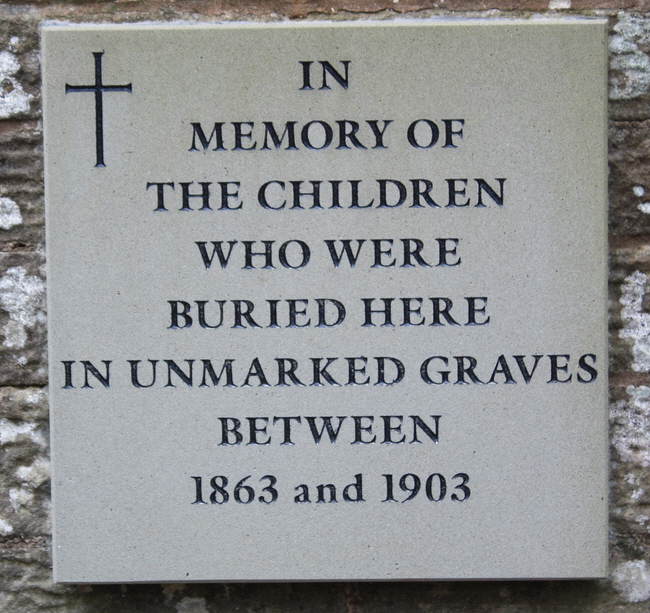 IN
MEMORY OF
THE CHILDREN
WHO WERE
BURIED HERE
IN UNMARKED GRAVES
BETWEEN
1863 and 1903